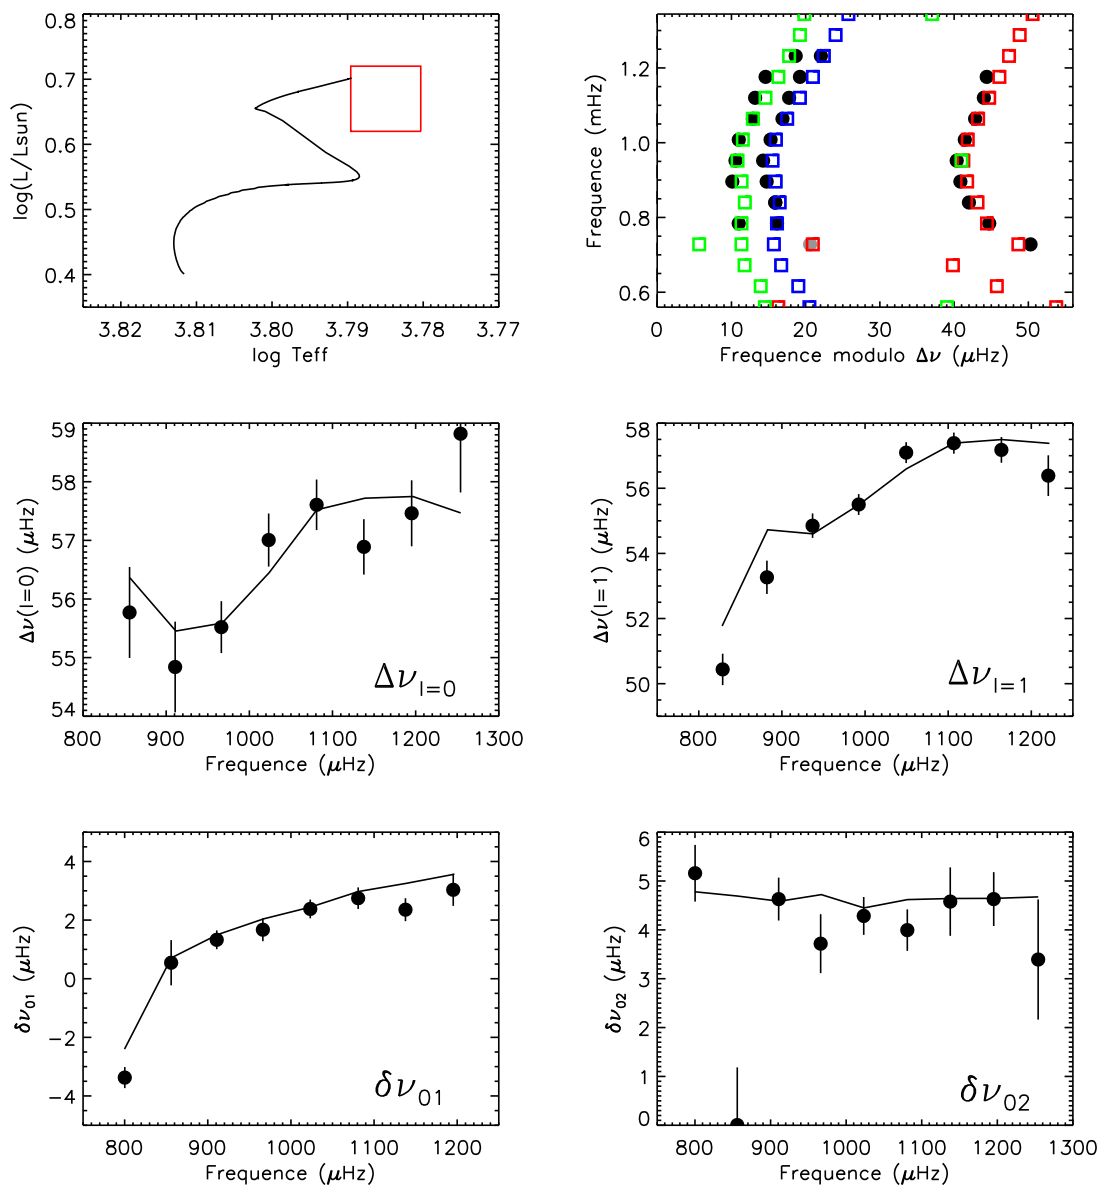 0.8
0.7
0.6
0.5
0.4
log(L/Lsun)
3.82 3.81 3.80 3.79 3.78 3.77
log Teff
1.2
1.0
0.8
0.6
Frequence (mHz)
0 10 20 30 40 50
Frequence modulo Δν (μHz)
59
58
57
56
55
54
Δν(l=0) (μHz)
Δν l=0
800 900 1000 1100 1200 1300
Frequence (μHz)
58
56
54
52
50
Δν(l=1) (μHz)
Δν l=1
800 900 1000 1100 1200
Frequence (μHz)
4
2
0
−2
−4
δν01 (μHz)
δν01
800 900 1000 1100 1200
Frequence (μHz)
6
5
4
3
2
1
0
δν02 (μHz)
δν02
800 900 1000 1100 1200 1300
Frequence (μHz)